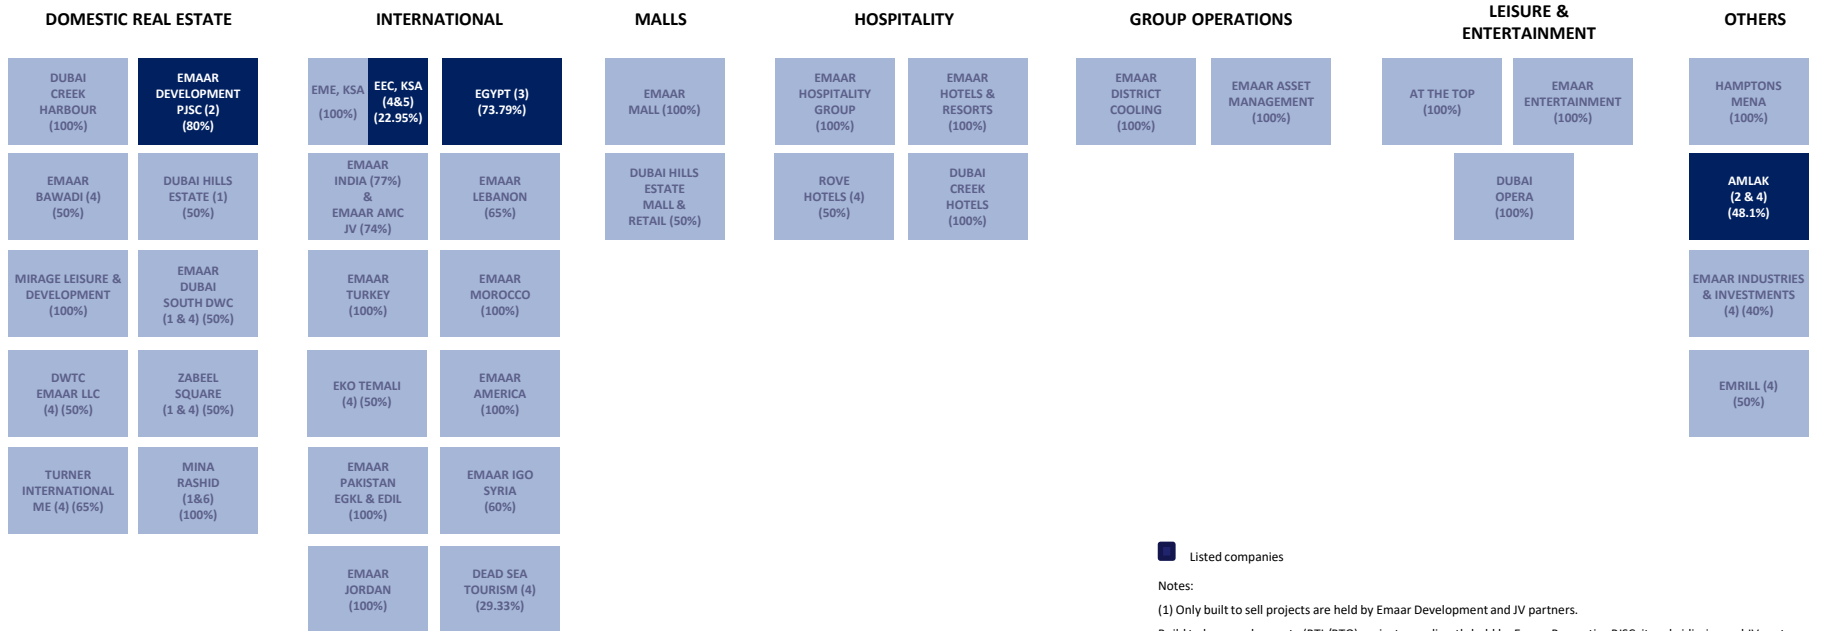 DOMESTIC REAL ESTATE
DUBAI
CREEK
HARBOUR
(100%)
EMAAR
DEVELOPMENT
PJSC (2)
(80%)
EMAAR
BAWADI (4)
(50%)
DUBAI HILLS
ESTATE (1)
(50%)
MIRAGE LEISURE &
DEVELOPMENT
(100%)
EMAAR
DUBAI
SOUTH DWC
(1 & 4) (50%)
DWTC
EMAAR LLC
(4) (50%)
ZABEEL
SQUARE
(1 & 4) (50%)
TURNER
INTERNATIONAL
ME (4) (65%)
MINA
RASHID
(1&6)
(100%)
INTERNATIONAL
EME, KSA
(100%)
EEC, KSA
(4&5)
(22.95%)
EGYPT (3)
(73.79%)
EMAAR
INDIA (77%)
&
EMAAR AMC
JV (74%)
EMAAR
LEBANON
(65%)
EMAAR
TURKEY
(100%)
EMAAR
MOROCCO
(100%)
EKO TEMALI
(4) (50%)
EMAAR
AMERICA
(100%)
EMAAR
PAKISTAN
EGKL & EDIL
(100%)
EMAAR IGO
SYRIA
(60%)
EMAAR
JORDAN
(100%)
DEAD SEA
TOURISM (4)
(29.33%)
MALLS
EMAAR
MALL (100%)
DUBAI HILLS
ESTATE
MALL &
RETAIL (50%)
HOSPITALITY
EMAAR
HOSPITALITY
GROUP
(100%)
EMAAR
HOTELS &
RESORTS
(100%)
ROVE
HOTELS (4)
(50%)
DUBAI
CREEK
HOTELS
(100%)
GROUP OPERATIONS
EMAAR
DISTRICT
COOLING
(100%)
EMAAR ASSET
MANAGEMENT
(100%)
LEISURE &
ENTERTAINMENT
AT THE TOP
(100%)
EMAAR
ENTERTAINMENT
(100%)
DUBAI
OPERA
(100%)
OTHERS
HAMPTONS
MENA
(100%)
AMLAK
(2 & 4)
(48.1%)
EMAAR INDUSTRIES
& INVESTMENTS
(4) (40%)
EMRILL (4)
(50%)
Listed companies
Notes:
(1) Only built to sell projects are held by Emaar Development and JV partners.